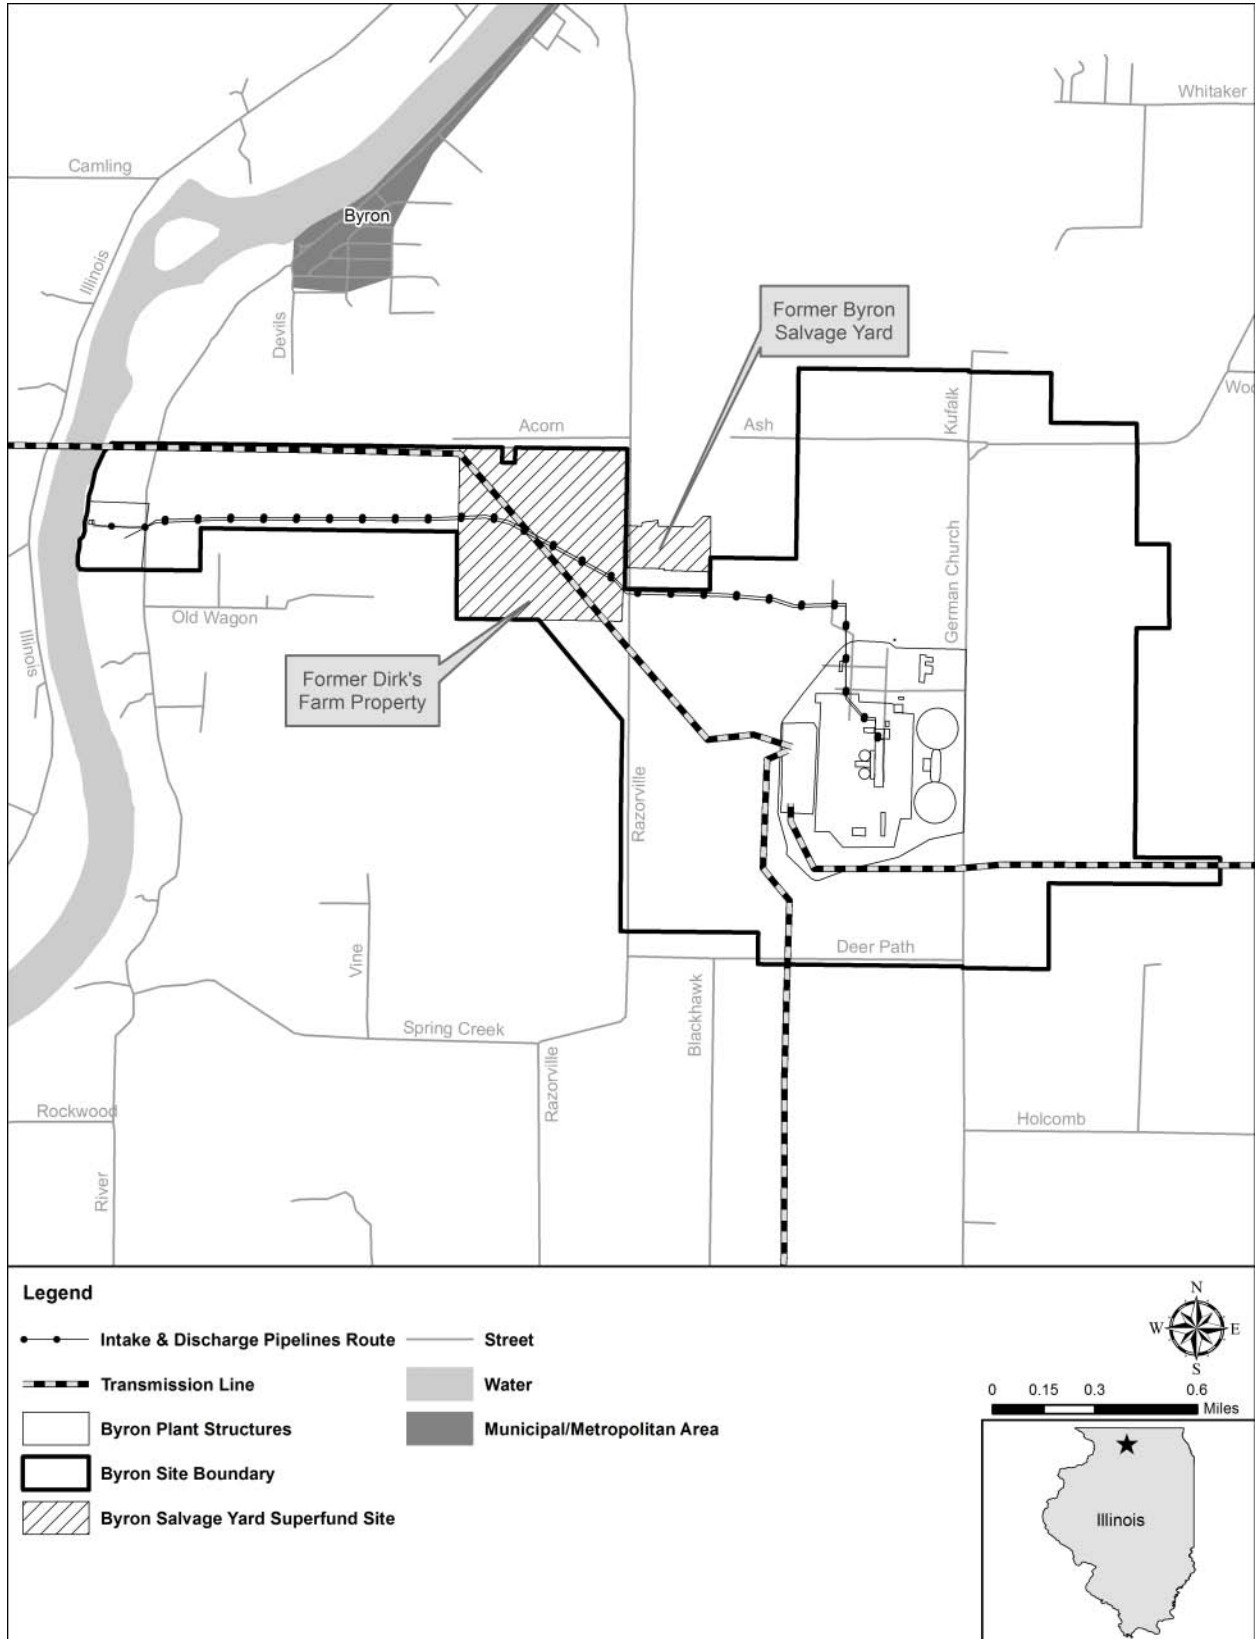 Whitaker
Camling
Byron
Illinois
Devils
Former Byron
Salvage Yard
Kufalk
Woo
Acorn
Ash
German Church
Old Wagon
Illinois
Former Dirk's
Farm Property
Razorville
Vine
Deer Path
Blackhawk
Spring Creek
Razorville
Rockwood
River
Holcomb
Legend
Intake & Discharge Pipelines Route
Street
Transmission Line
Water
Byron Plant Structures
Municipal/Metropolitan Area
Byron Site Boundary
Byron Salvage Yard Superfund Site
N
W E
S
0 0.15 0.3 0.6
Miles
Illinois